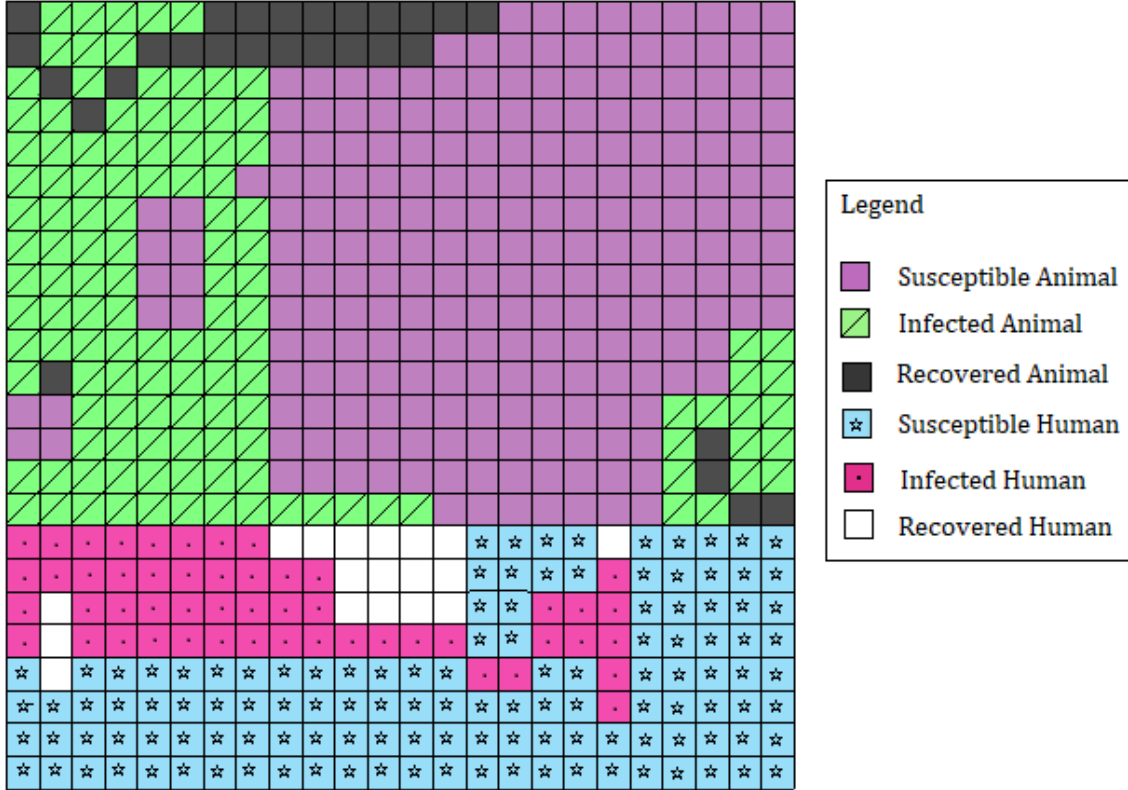 Legend
Susceptible Animal
Infected Animal
Recovered Animal
Susceptible Human
Infected Human
Recovered Human